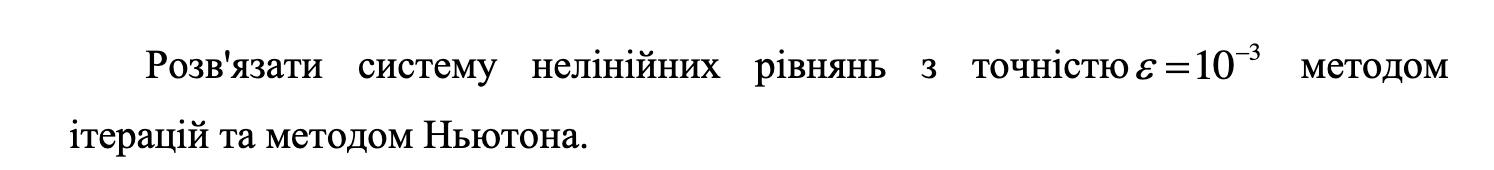 Розв'язати систему нелінійних рівнянь з точністю ε = 10⁻³ методом
ітерацій та методом Ньютона.